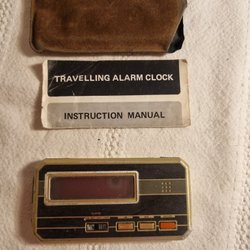 TRAVELLING ALARM CLOCK
INSTRUCTION MANUAL